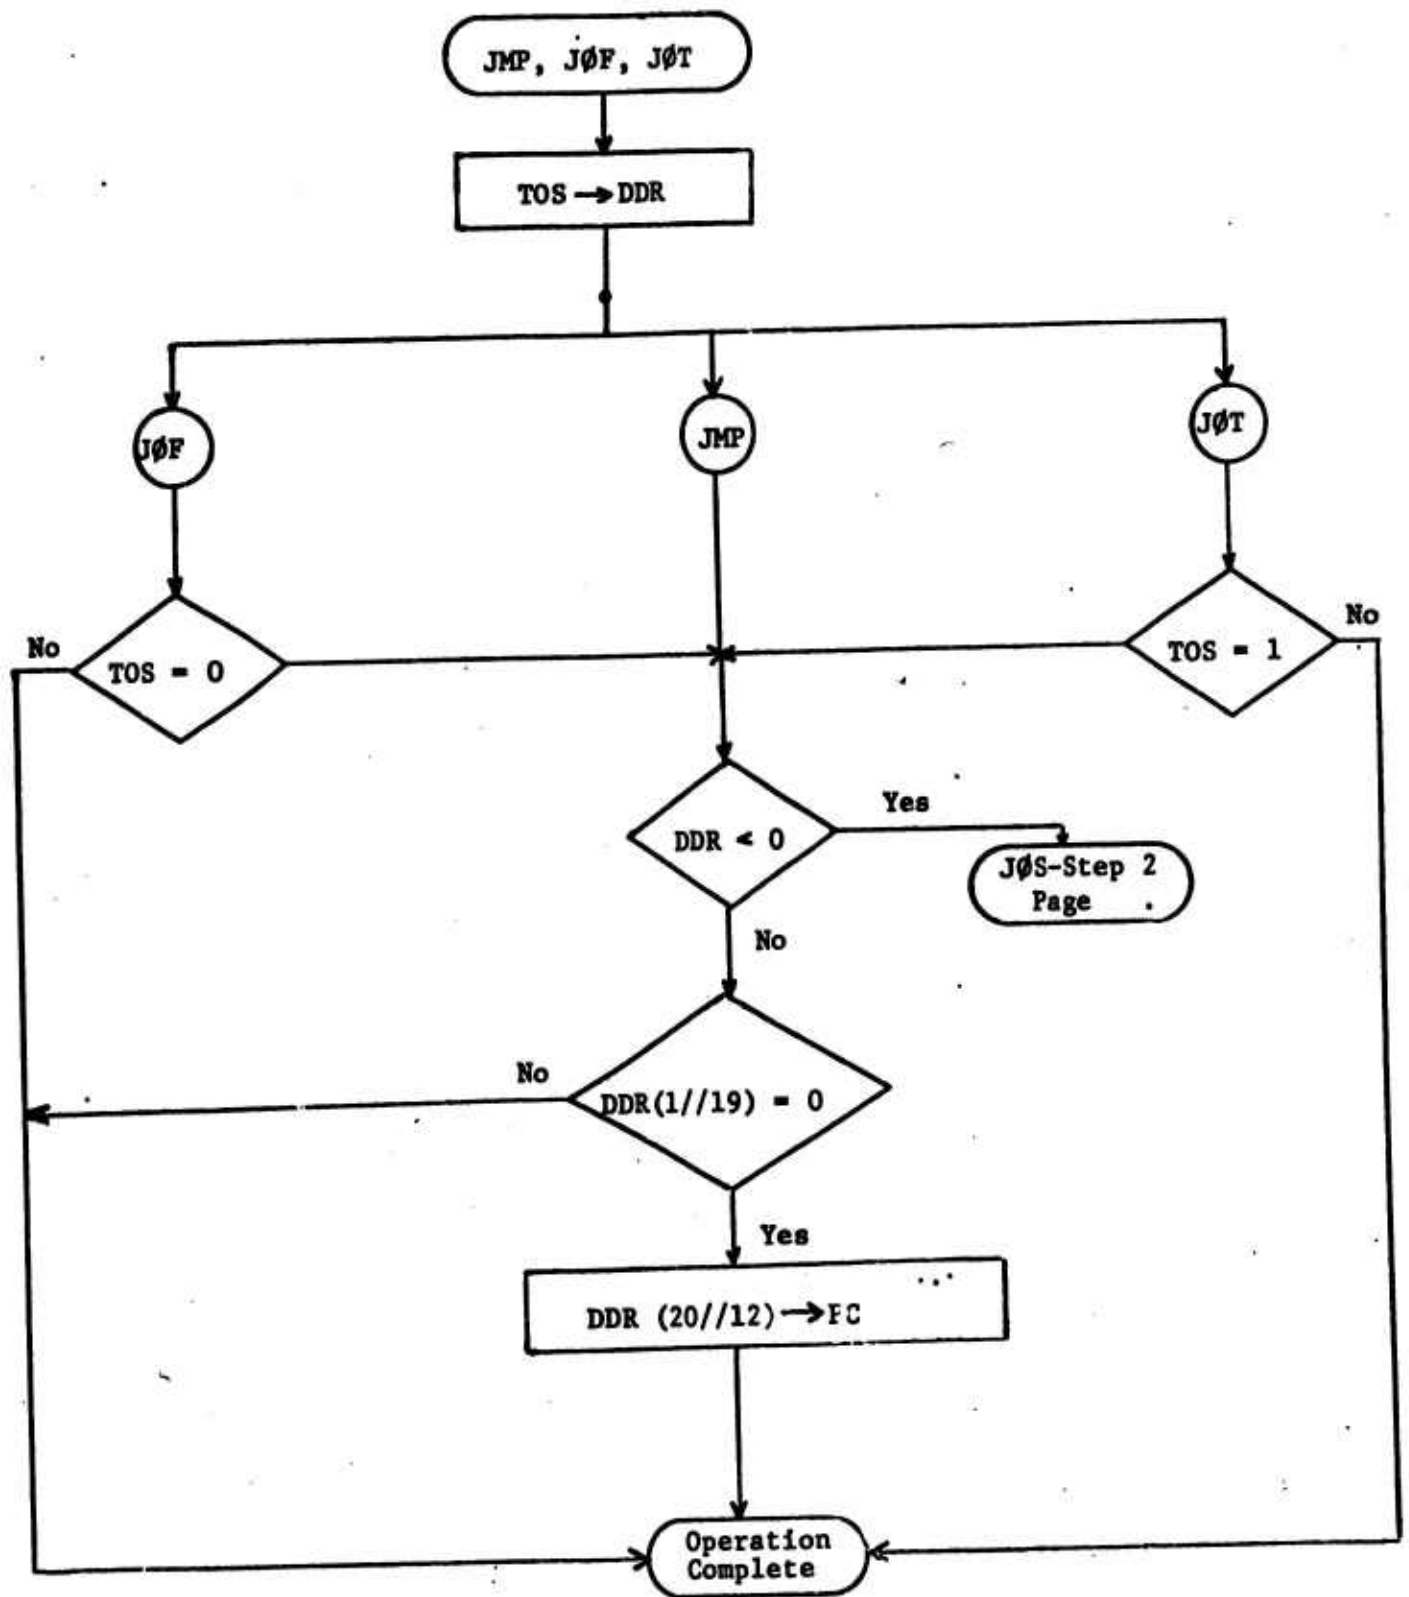 JMP, JØF, JØT
TOS → DDR
JØF
JMP
JØT
No
TOS = 0
TOS = 1
No
DDR < 0
Yes
JØS-Step 2
Page .
No
DDR(1//19) = 0
No
Yes
DDR (20//12) → PC
Operation
Complete